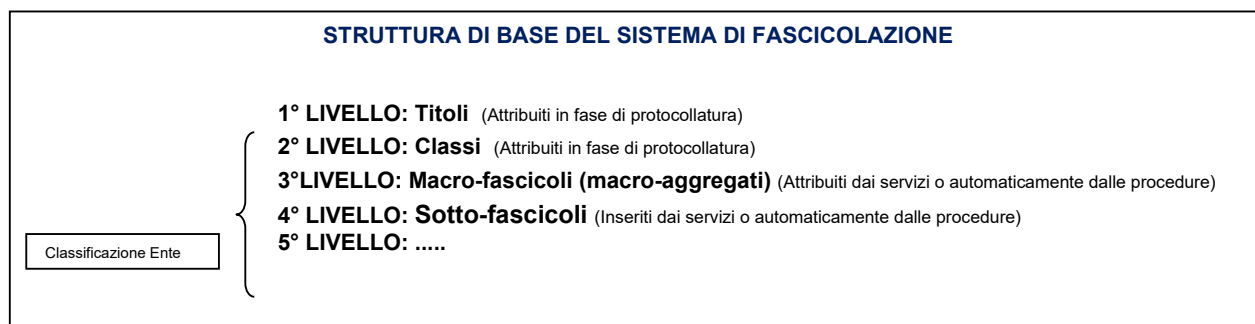 STRUTTURA DI BASE DEL SISTEMA DI FASCICOLAZIONE
1° LIVELLO: Titoli (Attribuiti in fase di protocollatura)
2° LIVELLO: Classi (Attribuiti in fase di protocollatura)
3°LIVELLO: Macro-fascicoli (macro-aggregati) (Attribuiti dai servizi o automaticamente dalle procedure)
4° LIVELLO: Sotto-fascicoli (Inseriti dai servizi o automaticamente dalle procedure)
5° LIVELLO: .....
Classificazione Ente